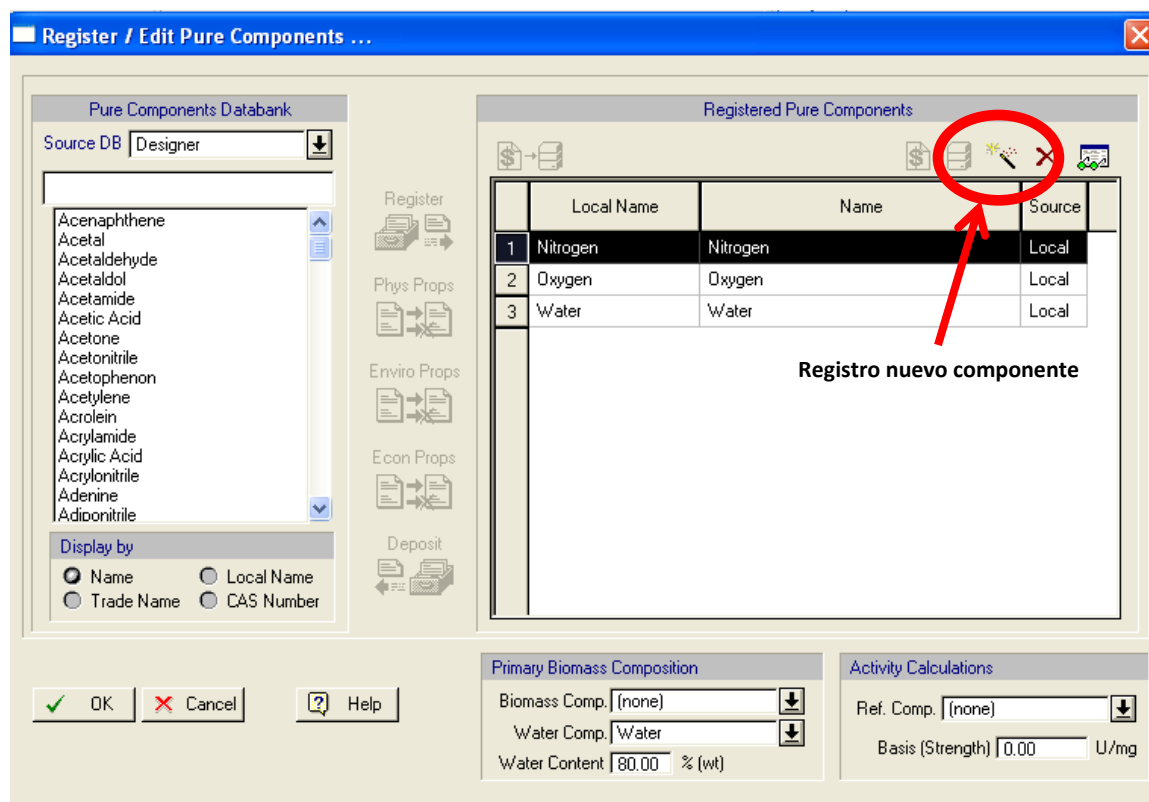 Register / Edit Pure Components ...
Pure Components Databank
Source DB Designer
Acenaphthene
Acetal
Acetaldehyde
Acetaldol
Acetamide
Acetic Acid
Acetone
Acetonitrile
Acetophenon
Acetylene
Acrolein
Acrylamide
Acrylic Acid
Acrylonitrile
Adenine
Adiponitrile
Display by
Name Local Name
Trade Name CAS Number
Register
Phys Props
Enviro Props
Econ Props
Deposit
Registered Pure Components
Local Name Name Source
1 Nitrogen Nitrogen Local
2 Oxygen Oxygen Local
3 Water Water Local
Registro nuevo componente
OK Cancel Help
Primary Biomass Composition
Biomass Comp. (none)
Water Comp. Water
Water Content 80.00 % (wt)
Activity Calculations
Ref. Comp. (none)
Basis (Strength) 0.00 U/mg